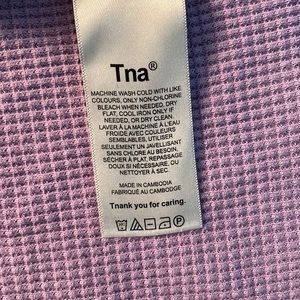 Tna®
MACHINE WASH COLD WITH LIKE
COLOURS, ONLY NON-CHLORINE
BLEACH WHEN NEEDED, DRY
FLAT, COOL IRON IF NEEDED,
OR DRY CLEAN.
LAVER À LA MACHINE À L'EAU
FROIDE AVEC COULEURS
SEMBLABLES, UTILISER
SEULEMENT UN JAVELLISANT
SANS CHLORE AU BESOIN,
SÉCHER À PLAT, REPASSAGE
DOUX SI NÉCESSAIRE, OU
NETTOYER À SEC.
MADE IN CAMBODIA
FABRIQUÉ AU CAMBODGE
Thank you for caring.